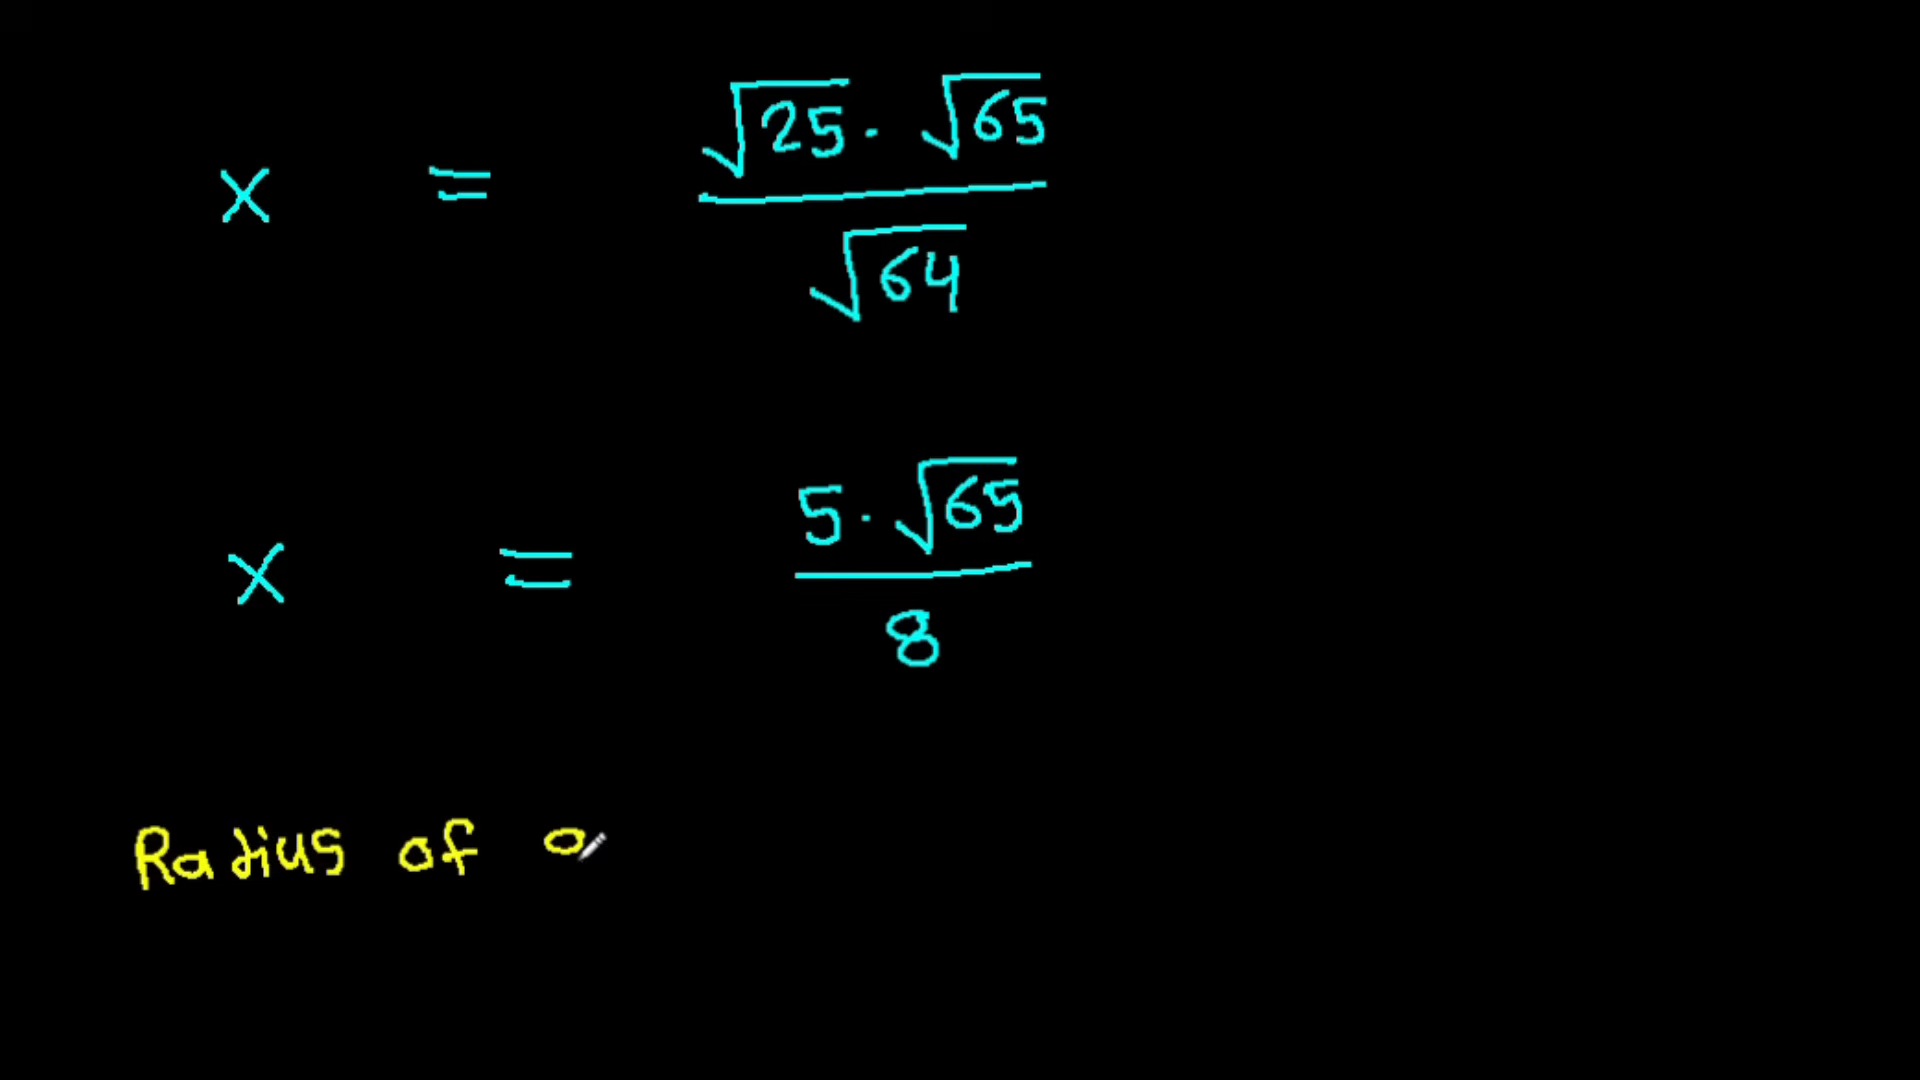 x = √25 · √65 / √64
x = 5 · √65 / 8
Radius of a